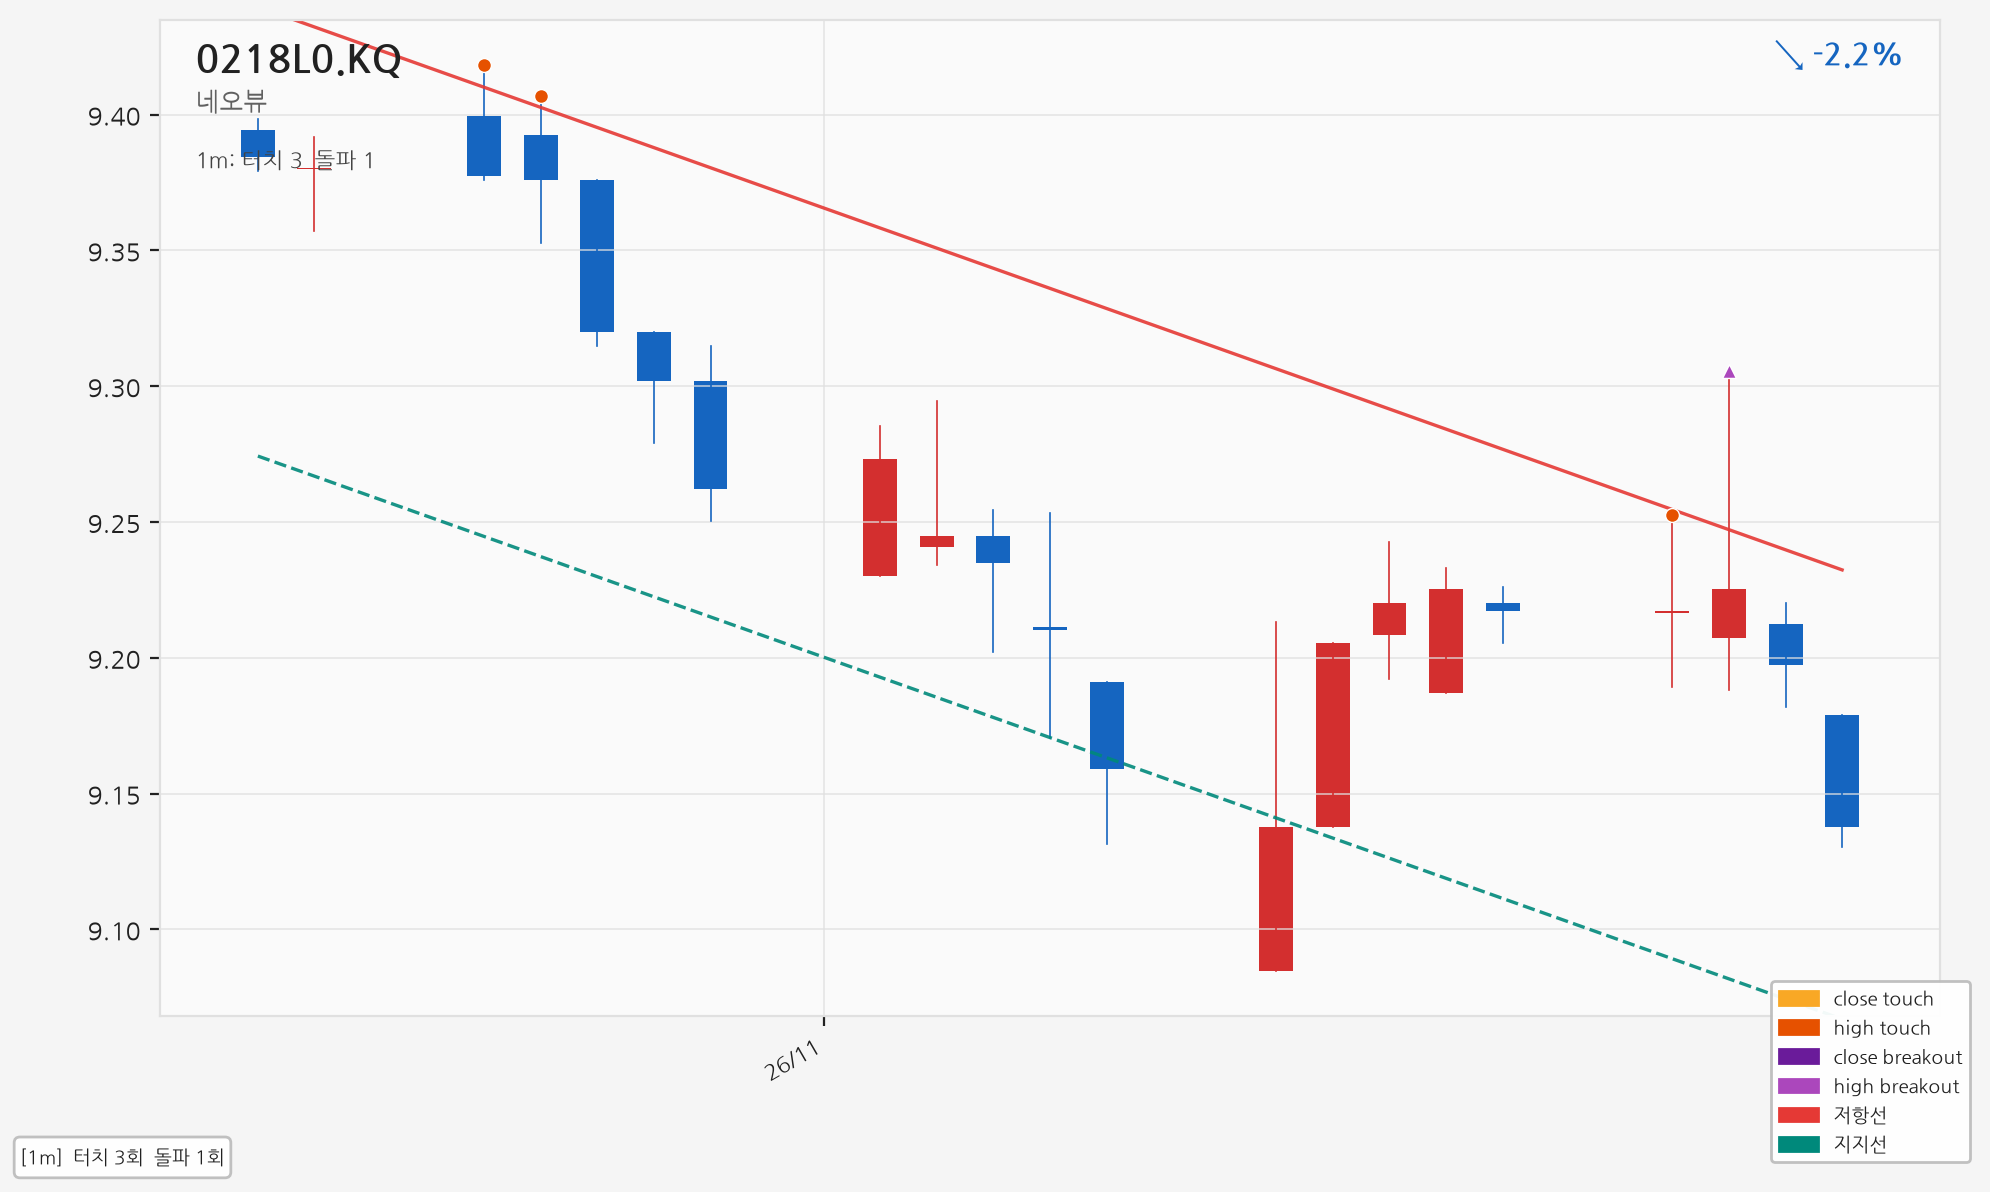 0218L0.KQ
네오뷰
1m: 터치 3  돌파 1
-2.2%
9.40
9.35
9.30
9.25
9.20
9.15
9.10
26/11
close touch
high touch
close breakout
high breakout
저항선
지지선
[1m]  터치 3회  돌파 1회